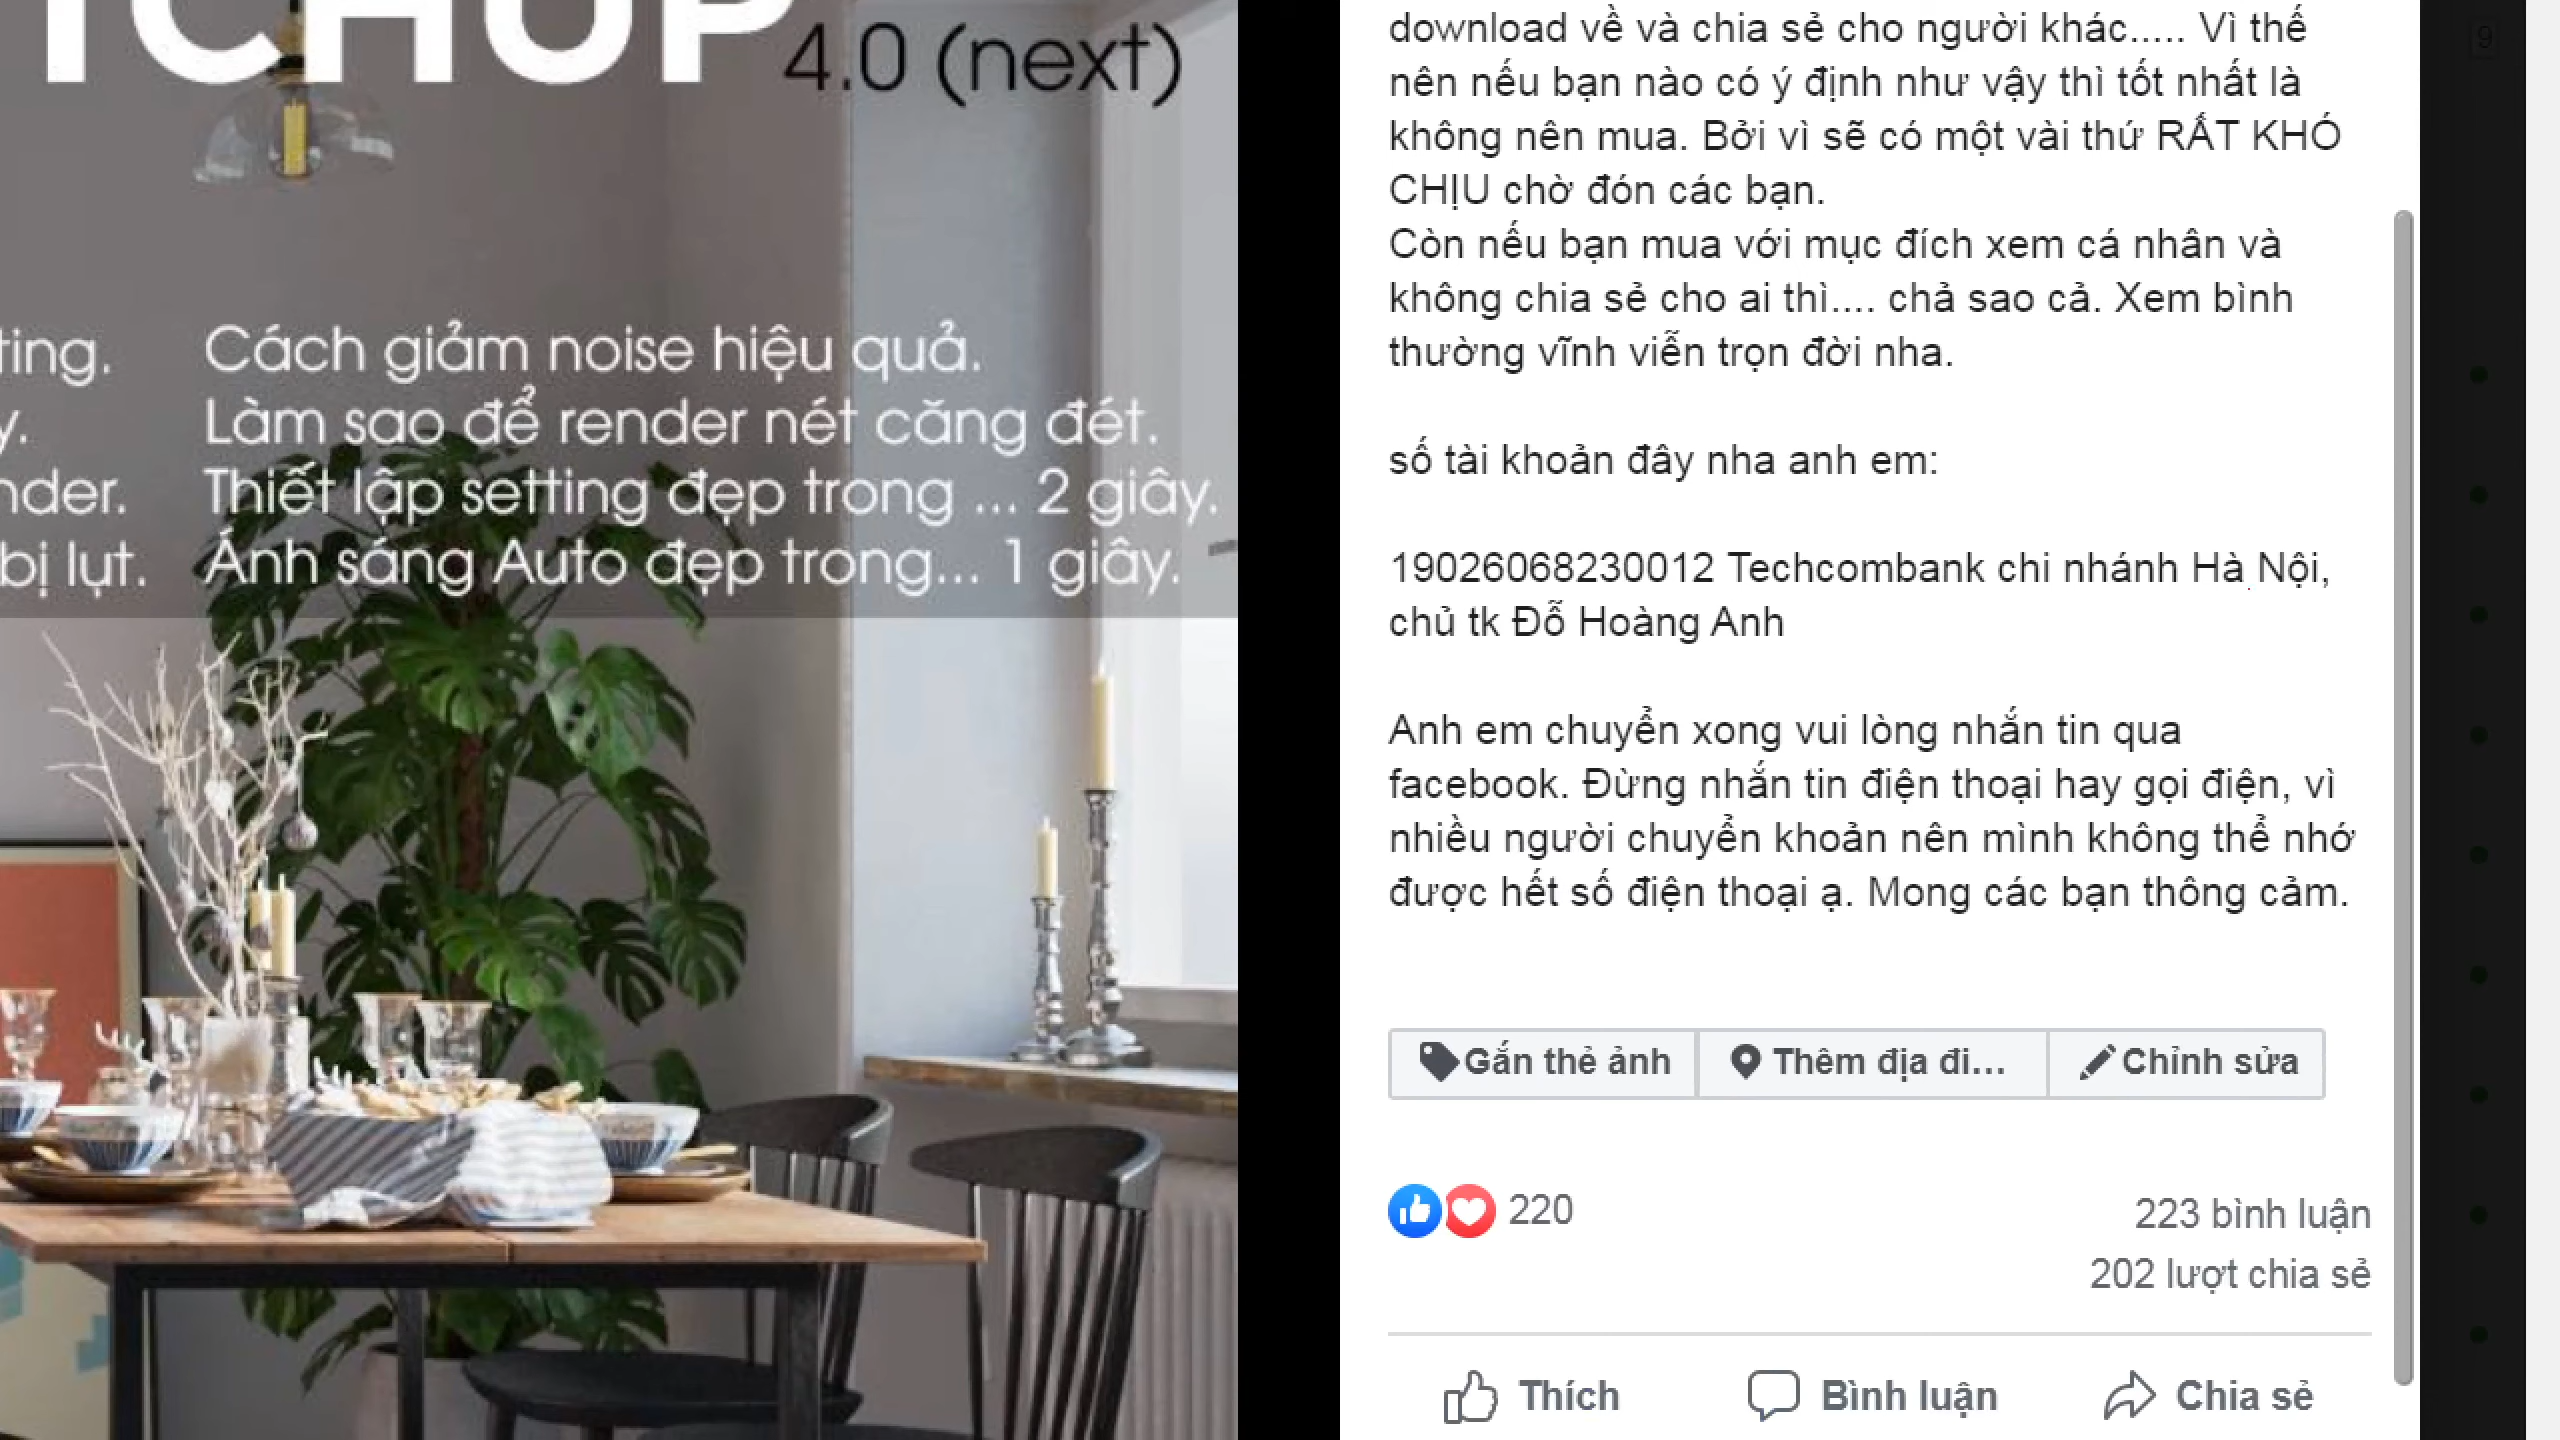 TCHUP
4.0 (next)
ting. Cách giảm noise hiệu quả.
y. Làm sao để render nét căng đét.
nder. Thiết lập setting đẹp trong ... 2 giây.
bị lụt. Ánh sáng Auto đẹp trong... 1 giây.
download về và chia sẻ cho người khác..... Vì thế
nên nếu bạn nào có ý định như vậy thì tốt nhất là
không nên mua. Bởi vì sẽ có một vài thứ RẤT KHÓ
CHỊU chờ đón các bạn.
Còn nếu bạn mua với mục đích xem cá nhân và
không chia sẻ cho ai thì.... chả sao cả. Xem bình
thường vĩnh viễn trọn đời nha.
số tài khoản đây nha anh em:
19026068230012 Techcombank chi nhánh Hà Nội,
chủ tk Đỗ Hoàng Anh
Anh em chuyển xong vui lòng nhắn tin qua
facebook. Đừng nhắn tin điện thoại hay gọi điện, vì
nhiều người chuyển khoản nên mình không thể nhớ
được hết số điện thoại ạ. Mong các bạn thông cảm.
Gắn thẻ ảnh Thêm địa đi... Chỉnh sửa
220 223 bình luận
202 lượt chia sẻ
Thích Bình luận Chia sẻ
9